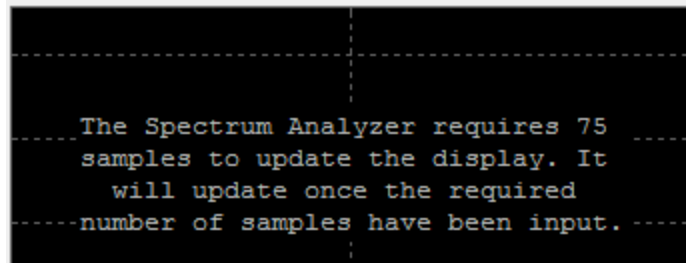 The Spectrum Analyzer requires 75
samples to update the display. It
will update once the required
number of samples have been input.